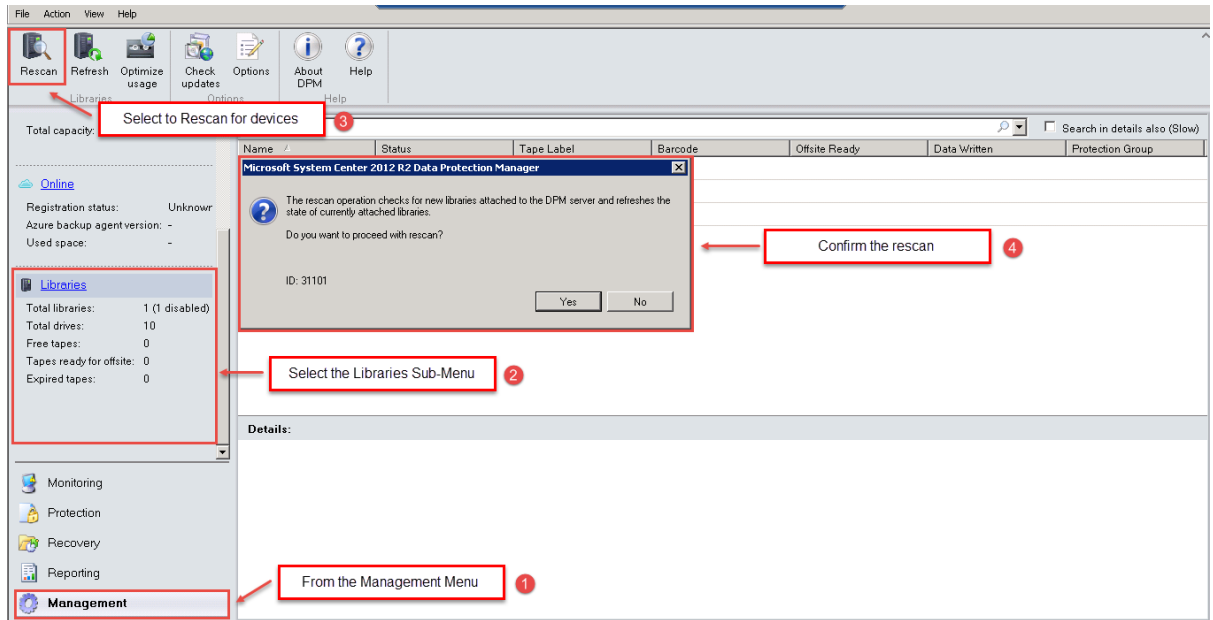 File Action View Help
Rescan Refresh Optimize usage Check updates Options About DPM Help
Libraries Options Help
Select to Rescan for devices 3
Total capacity:
Search in details also (Slow)
Name Status Tape Label Barcode Offsite Ready Data Written Protection Group
Microsoft System Center 2012 R2 Data Protection Manager
The rescan operation checks for new libraries attached to the DPM server and refreshes the
state of currently attached libraries.
Do you want to proceed with rescan?
ID: 31101
Yes No
Confirm the rescan 4
Online
Registration status: Unknowr
Azure backup agent version: -
Used space: -
Libraries
Total libraries: 1 (1 disabled)
Total drives: 10
Free tapes: 0
Tapes ready for offsite: 0
Expired tapes: 0
Select the Libraries Sub-Menu 2
Details:
Monitoring
Protection
Recovery
Reporting
Management
From the Management Menu 1